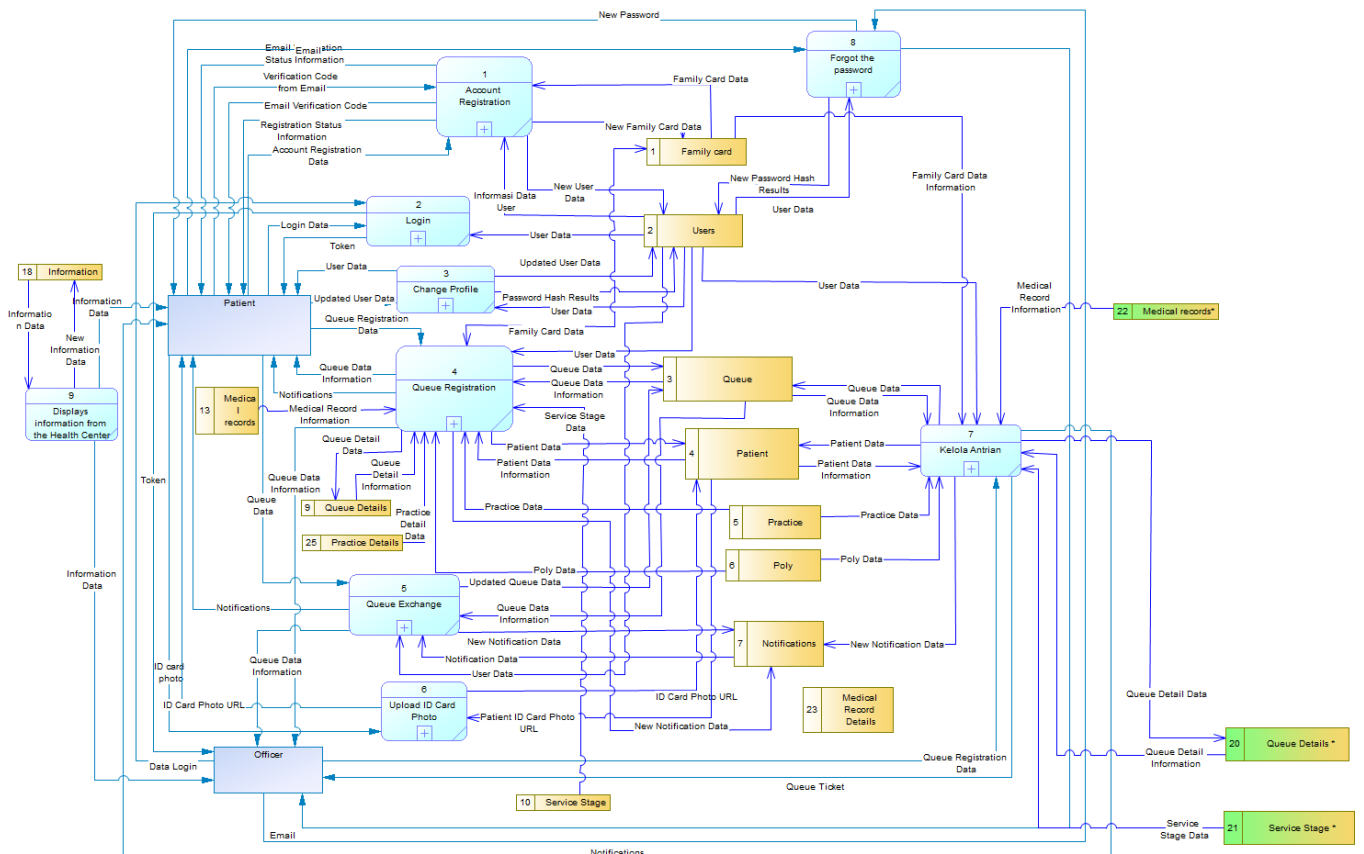 New Password
8
Forgot the
password
Email
Status Information
Verification Code
from Email
Email Verification Code
Registration Status
Information
Account Registration
Data
1
Account
Registration
Family Card Data
New Family Card Data
1
Family card
Family Card Data
Information
New Password Hash
Results
User Data
Informasi Data
User
New User
Data
2
Login
Login Data
Token
User Data
2
Users
18
Information
Informatio
n Data
New Information Data
Information
Data
User Data
3
Change Profile
Updated User Data
Password Hash Results
User Data
User Data
Medical
Record
Information
22
Medical records*
Patient
Updated User Data
Queue Registration
Data
Family Card Data
User Data
4
Queue Registration
Queue Data
Information
Notifications
Queue Data
Queue Data
Information
3
Queue
Queue Data
Queue Data
Information
9
Displays
information from
the Health Center
13
Medica
l
records
Medical Record
Information
Service Stage
Data
Queue Detail
Data
Queue
Detail
Information
Patient Data
Patient Data
Information
4
Patient
Patient Data
Patient Data
Information
7
Kelola Antrian
Token
Queue
Data
Queue Data
Information
9
Queue Details
25
Practice Details
Practice
Detail
Data
Practice Data
5
Practice
Practice Data
Poly Data
6
Poly
Poly Data
Information
Data
5
Queue Exchange
Updated Queue Data
Queue Data
Information
Notifications
New Notification Data
Notification Data
7
Notifications
New Notification Data
User Data
ID card
photo
Queue Data
Information
ID Card Photo URL
6
Upload ID Card
Photo
ID Card Photo URL
Patient ID Card Photo
URL
New Notification Data
23
Medical
Record
Details
Queue Detail Data
20
Queue Details *
Queue Detail
Information
Officer
Data Login
Queue Registration
Data
Queue Ticket
10
Service Stage
Email
Service
Stage Data
21
Service Stage *
Notifications